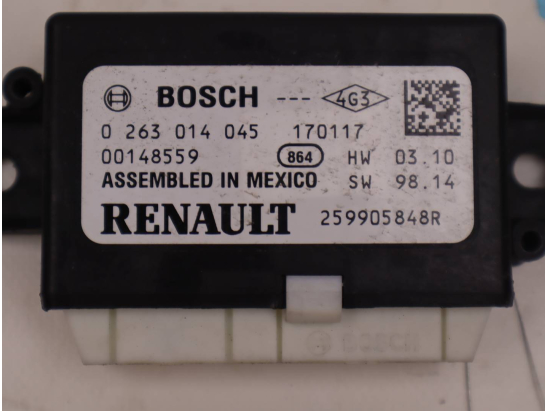 BOSCH --- 4G3
0 263 014 045 170117
00148559 864 HW 03.10
ASSEMBLED IN MEXICO SW 98.14
RENAULT 259905848R
BOSCH